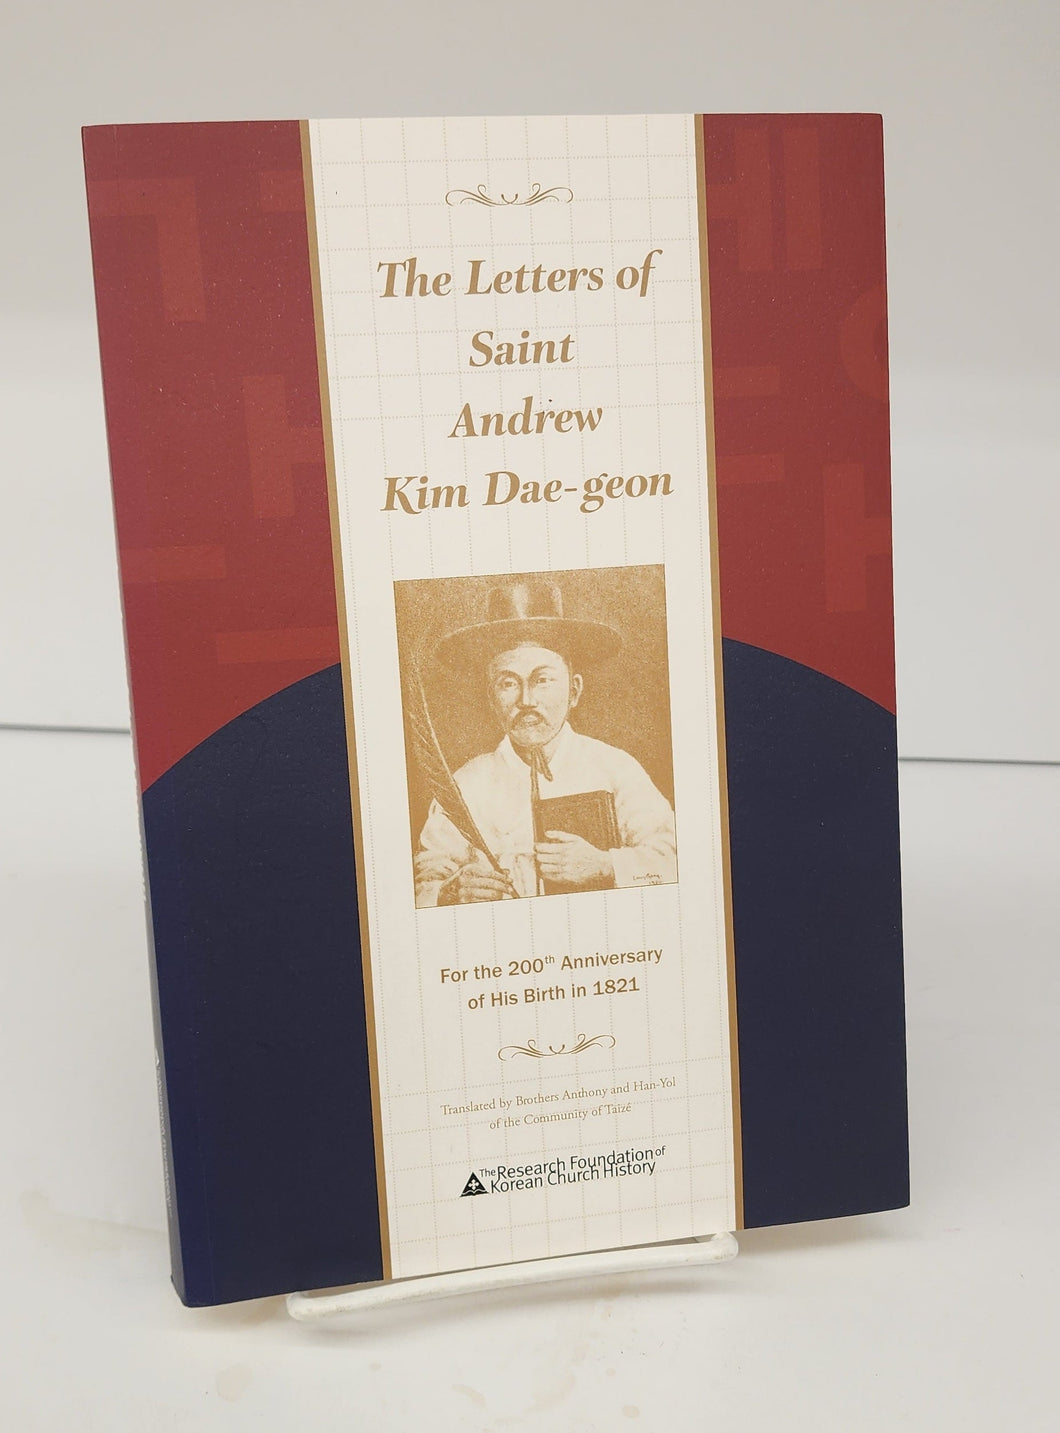 The Letters of
Saint
Andrew
Kim Dae-geon
For the 200th Anniversary
of His Birth in 1821
Translated by Brothers Anthony and Han-Yol
of the Community of Taizé
The Research Foundation of
Korean Church History